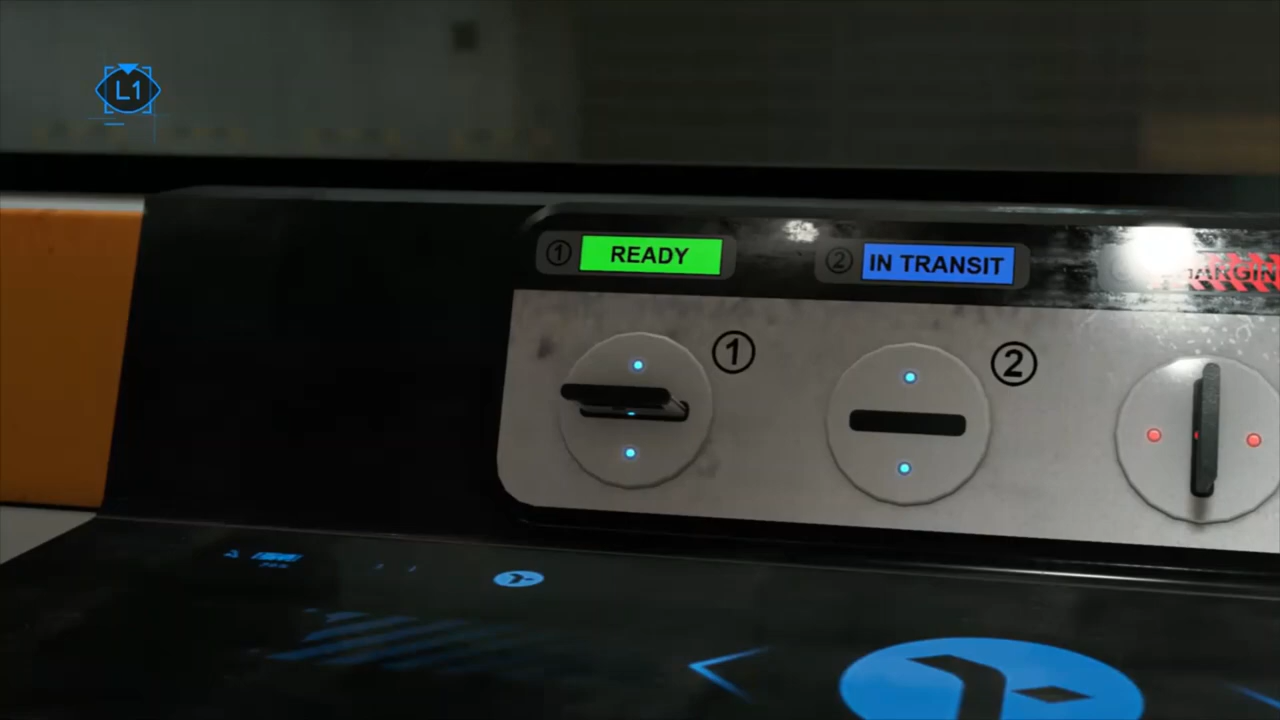 L1
① READY
② IN TRANSIT
①
②